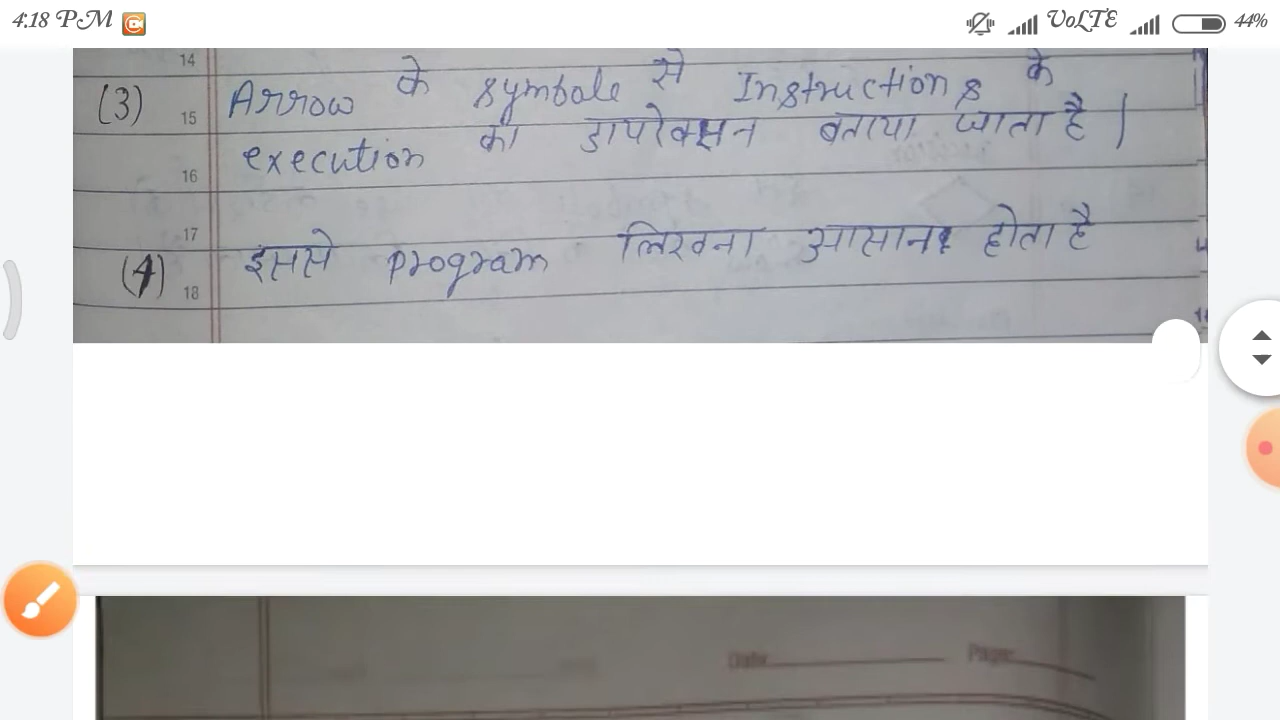 4:18 PM
VoLTE
44%
14
(3) Arrow के symbole से Instructions के
15
execution का डायरेक्सन बताया जाता है |
16
17
(4) इससे program लिखना आसान होता है
18
Date
Page